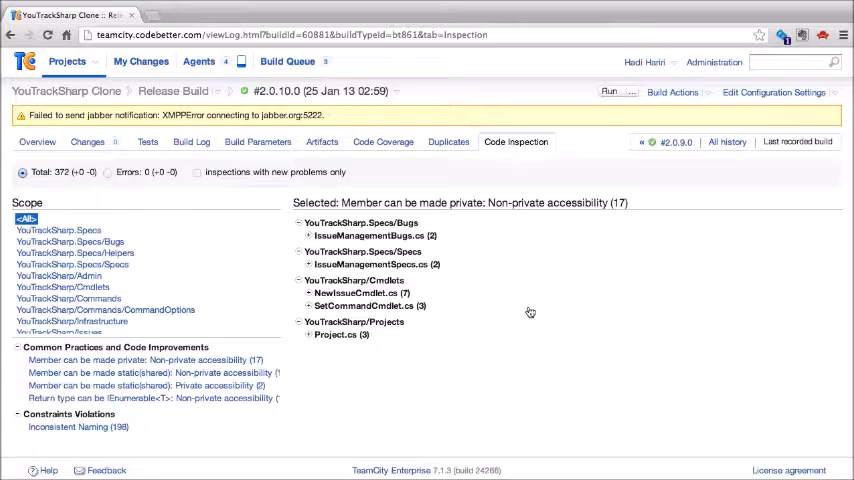 YouTrackSharp Clone :: Rele
teamcity.codebetter.com/viewLog.html?buildId=60881&buildTypeId=bt861&tab=Inspection
TC Projects My Changes Agents 4 Build Queue 3 Hadi Hariri Administration
YouTrackSharp Clone Release Build #2.0.10.0 (25 Jan 13 02:59) Run ... Build Actions Edit Configuration Settings
Failed to send jabber notification: XMPPError connecting to jabber.org:5222.
Overview Changes 0 Tests Build Log Build Parameters Artifacts Code Coverage Duplicates Code Inspection « #2.0.9.0 All history Last recorded build
Total: 372 (+0 -0) Errors: 0 (+0 -0) inspections with new problems only
Scope
<All>
YouTrackSharp.Specs
YouTrackSharp.Specs/Bugs
YouTrackSharp.Specs/Helpers
YouTrackSharp.Specs/Specs
YouTrackSharp/Admin
YouTrackSharp/Cmdlets
YouTrackSharp/Commands
YouTrackSharp/Commands/CommandOptions
YouTrackSharp/Infrastructure
YouTrackSharp/Issues
Common Practices and Code Improvements
Member can be made private: Non-private accessibility (17)
Member can be made static(shared): Non-private accessibility (1
Member can be made static(shared): Private accessibility (2)
Return type can be IEnumerable<T>: Non-private accessibility (
Constraints Violations
Inconsistent Naming (198)
Selected: Member can be made private: Non-private accessibility (17)
YouTrackSharp.Specs/Bugs
IssueManagementBugs.cs (2)
YouTrackSharp.Specs/Specs
IssueManagementSpecs.cs (2)
YouTrackSharp/Cmdlets
NewIssueCmdlet.cs (7)
SetCommandCmdlet.cs (3)
YouTrackSharp/Projects
Project.cs (3)
Help Feedback TeamCity Enterprise 7.1.3 (build 24266) License agreement